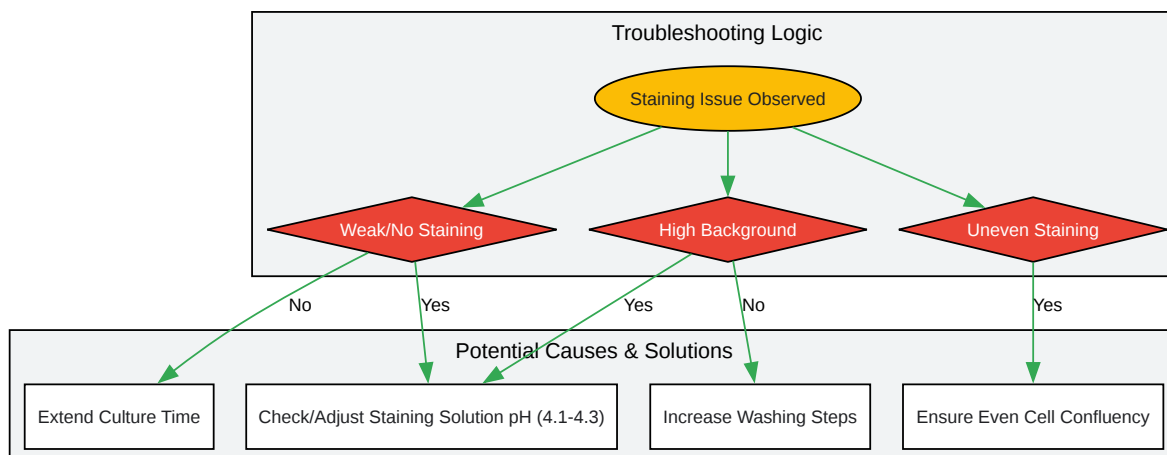 Troubleshooting Logic
Staining Issue Observed
Weak/No Staining
High Background
Uneven Staining
No
Yes
Yes
No
Yes
Potential Causes & Solutions
Extend Culture Time
Check/Adjust Staining Solution pH (4.1-4.3)
Increase Washing Steps
Ensure Even Cell Confluency